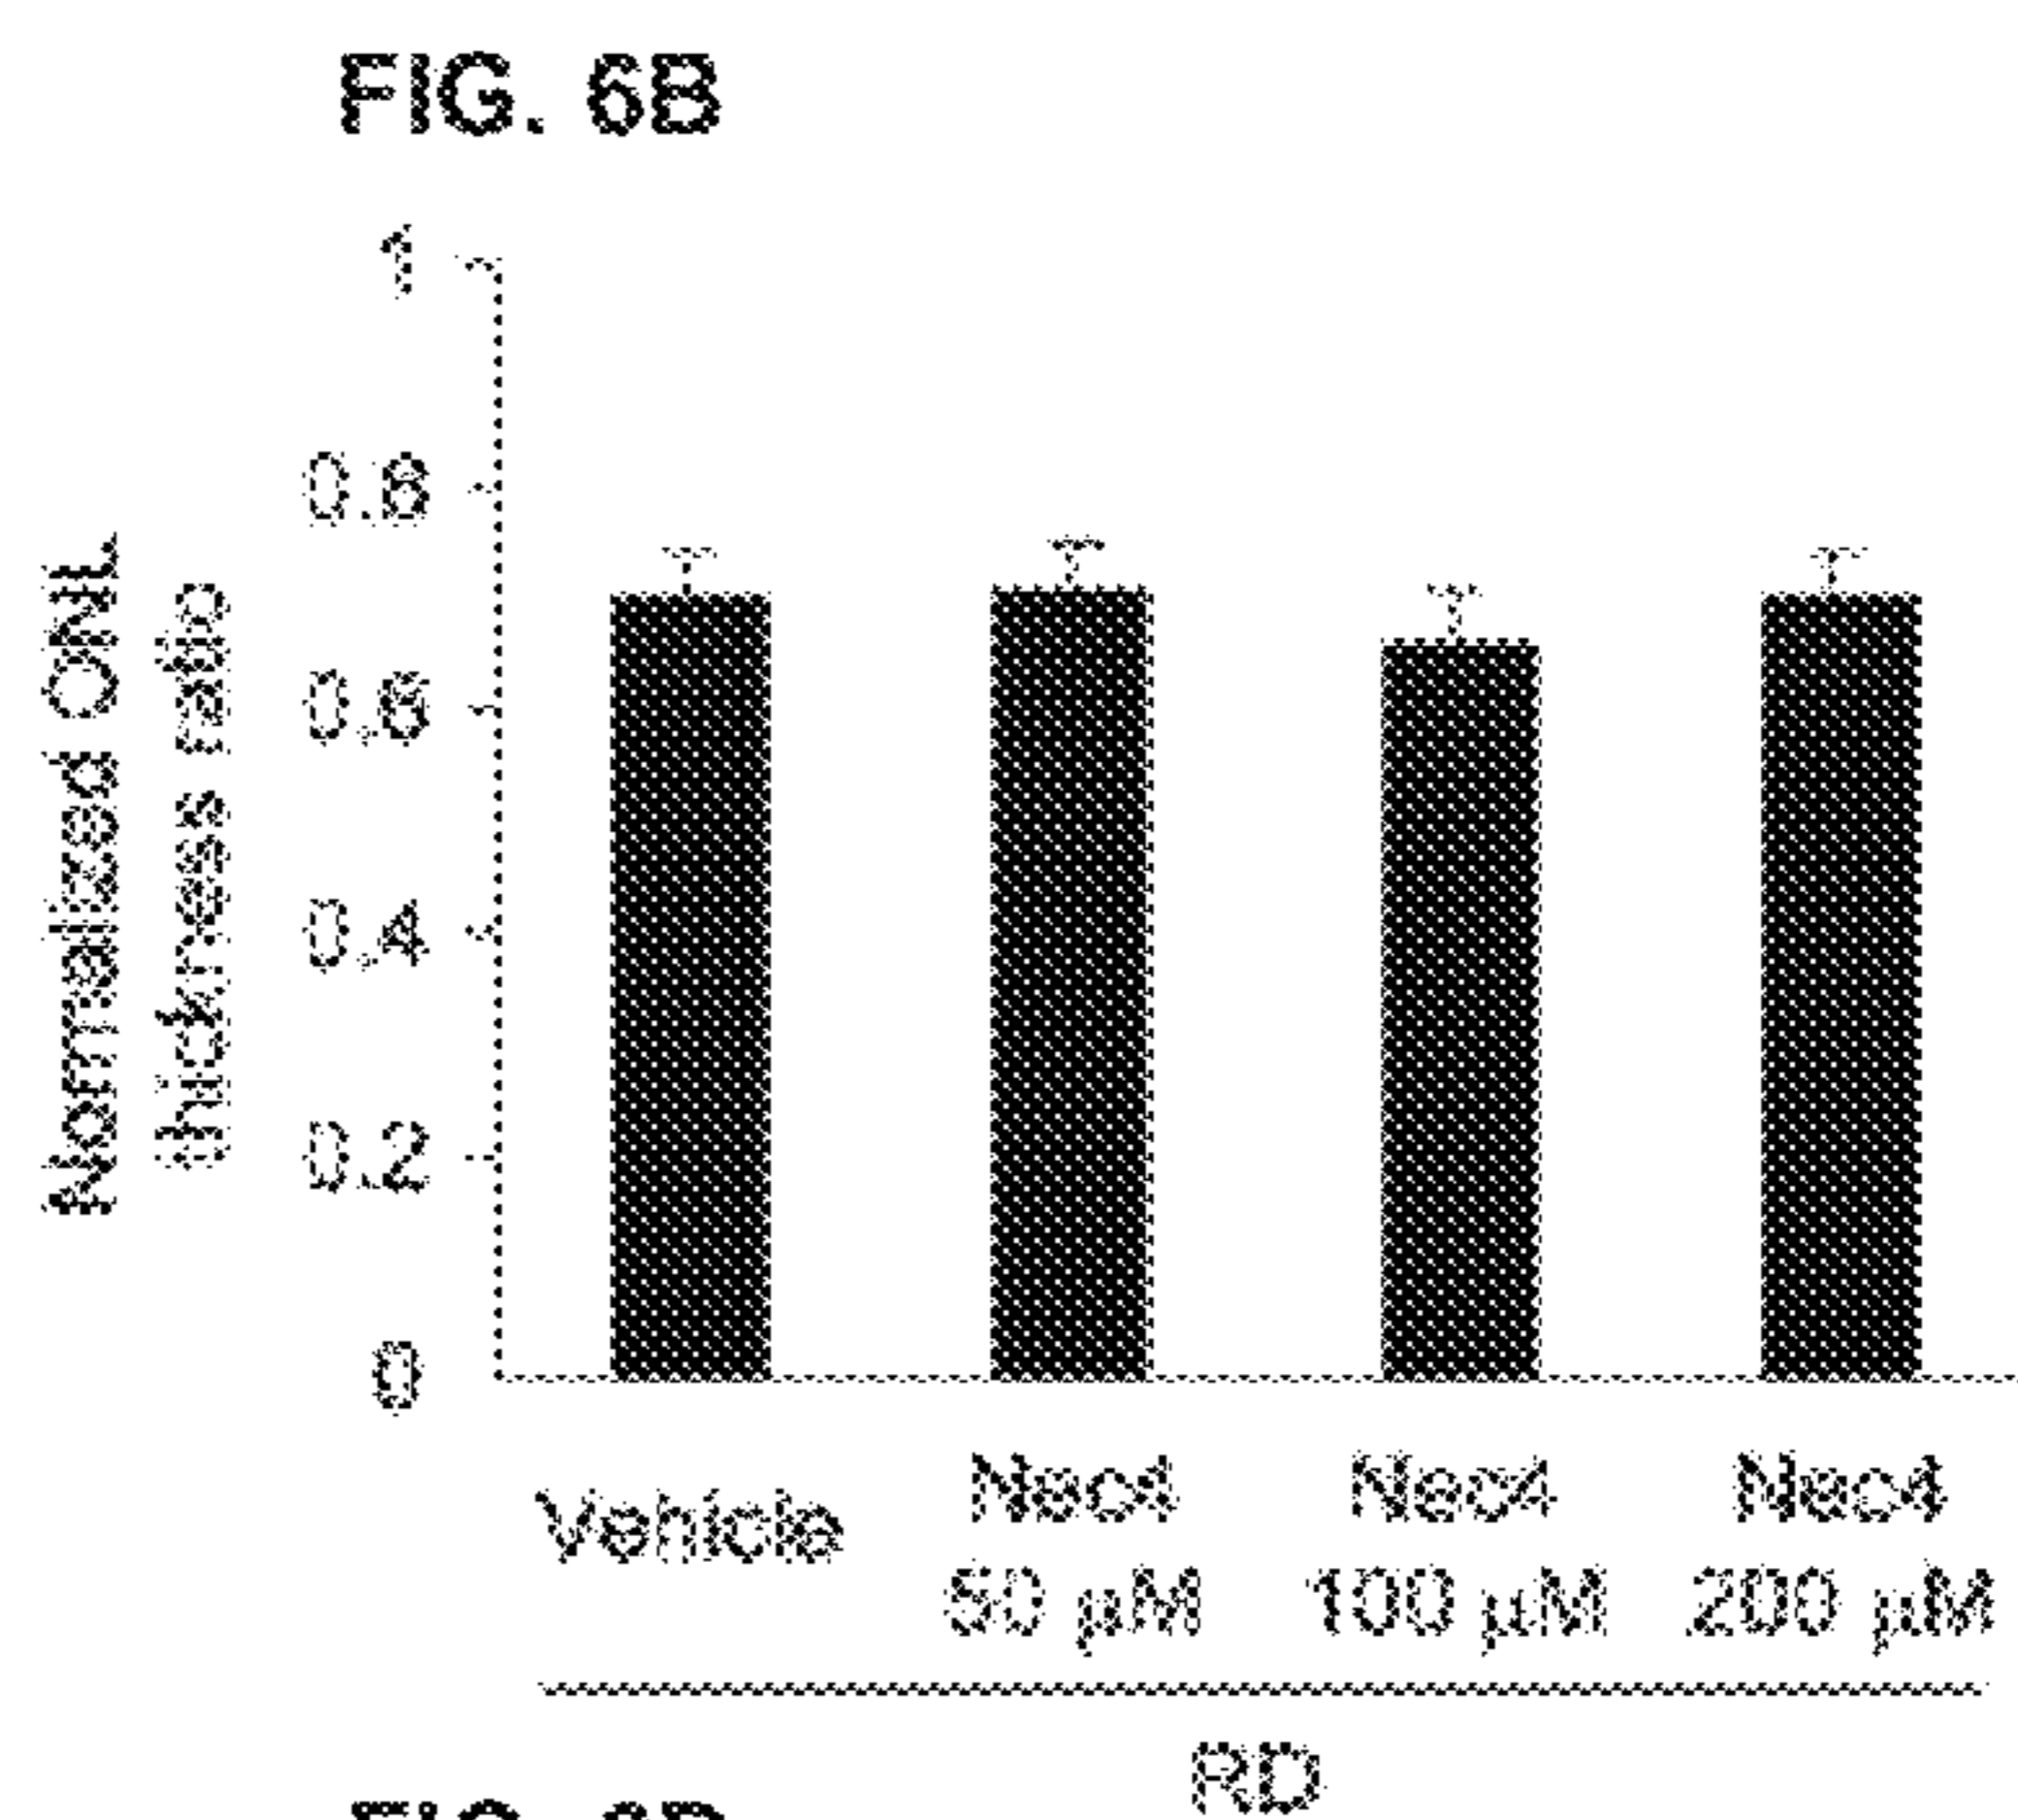 FIG. 6B
Normalized ONL
thickness ratio
1
0.8
0.6
0.4
0.2
0
Vehicle
Nec4
50 µM
Nec4
100 µM
Nec4
200 µM
RD